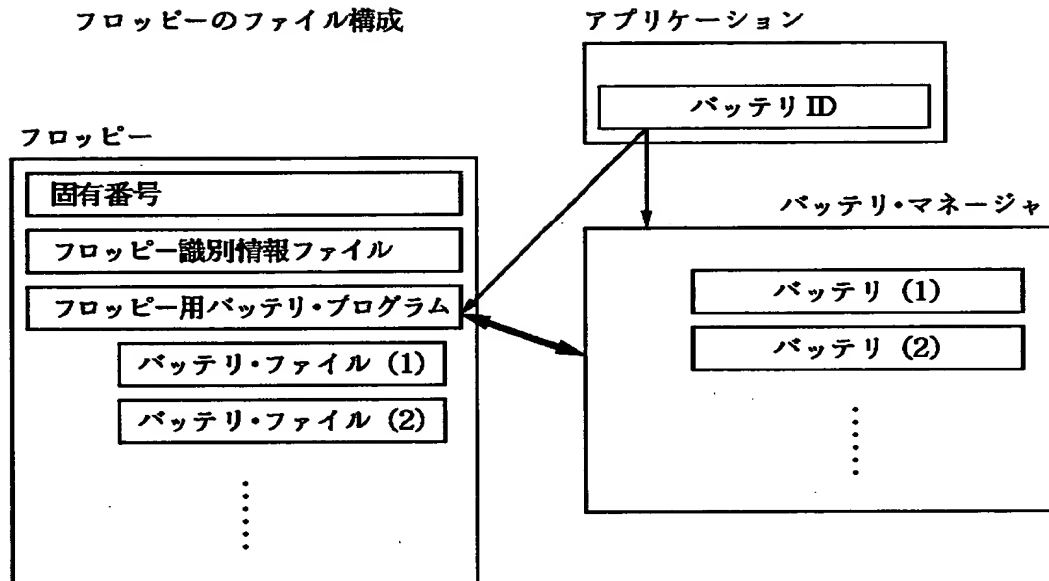 フロッピーのファイル構成
アプリケーション
バッテリID
フロッピー
固有番号
フロッピー識別情報ファイル
フロッピー用バッテリ・プログラム
バッテリ・ファイル (1)
バッテリ・ファイル (2)
バッテリ・マネージャ
バッテリ (1)
バッテリ (2)